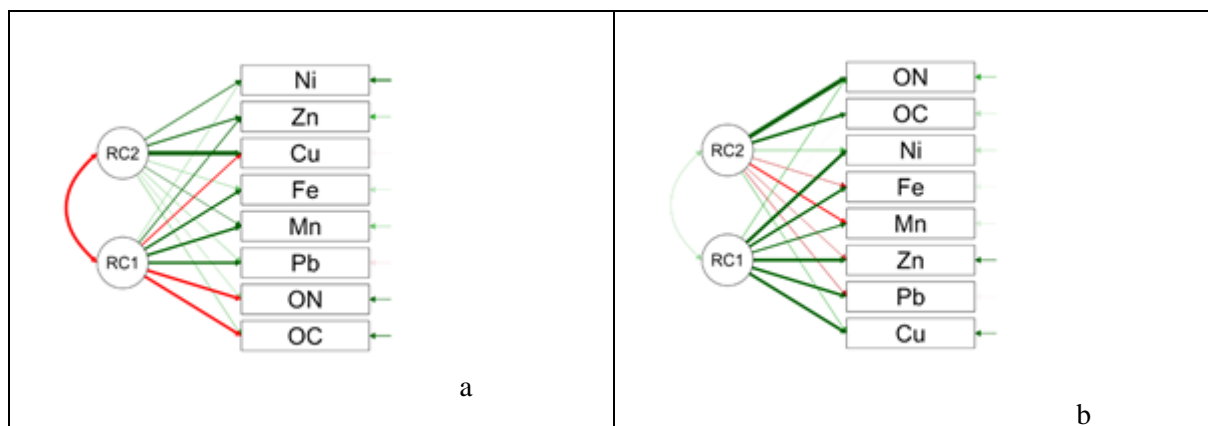 Ni
Zn
RC2
Cu
Fe
Mn
RC1
Pb
ON
OC
a
ON
OC
RC2
Ni
Fe
Mn
RC1
Zn
Pb
Cu
b